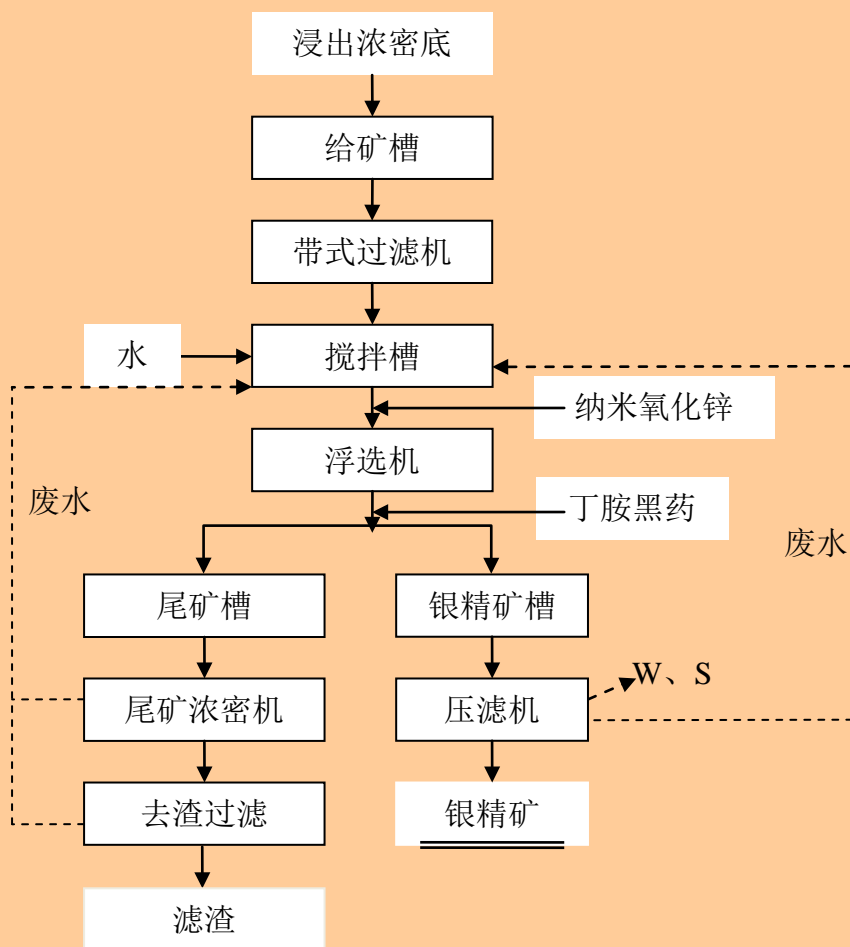 浸出浓密底
给矿槽
带式过滤机
水
搅拌槽
纳米氧化锌
浮选机
废水
丁胺黑药
废水
尾矿槽
银精矿槽
W、S
尾矿浓密机
压滤机
去渣过滤
银精矿
滤渣